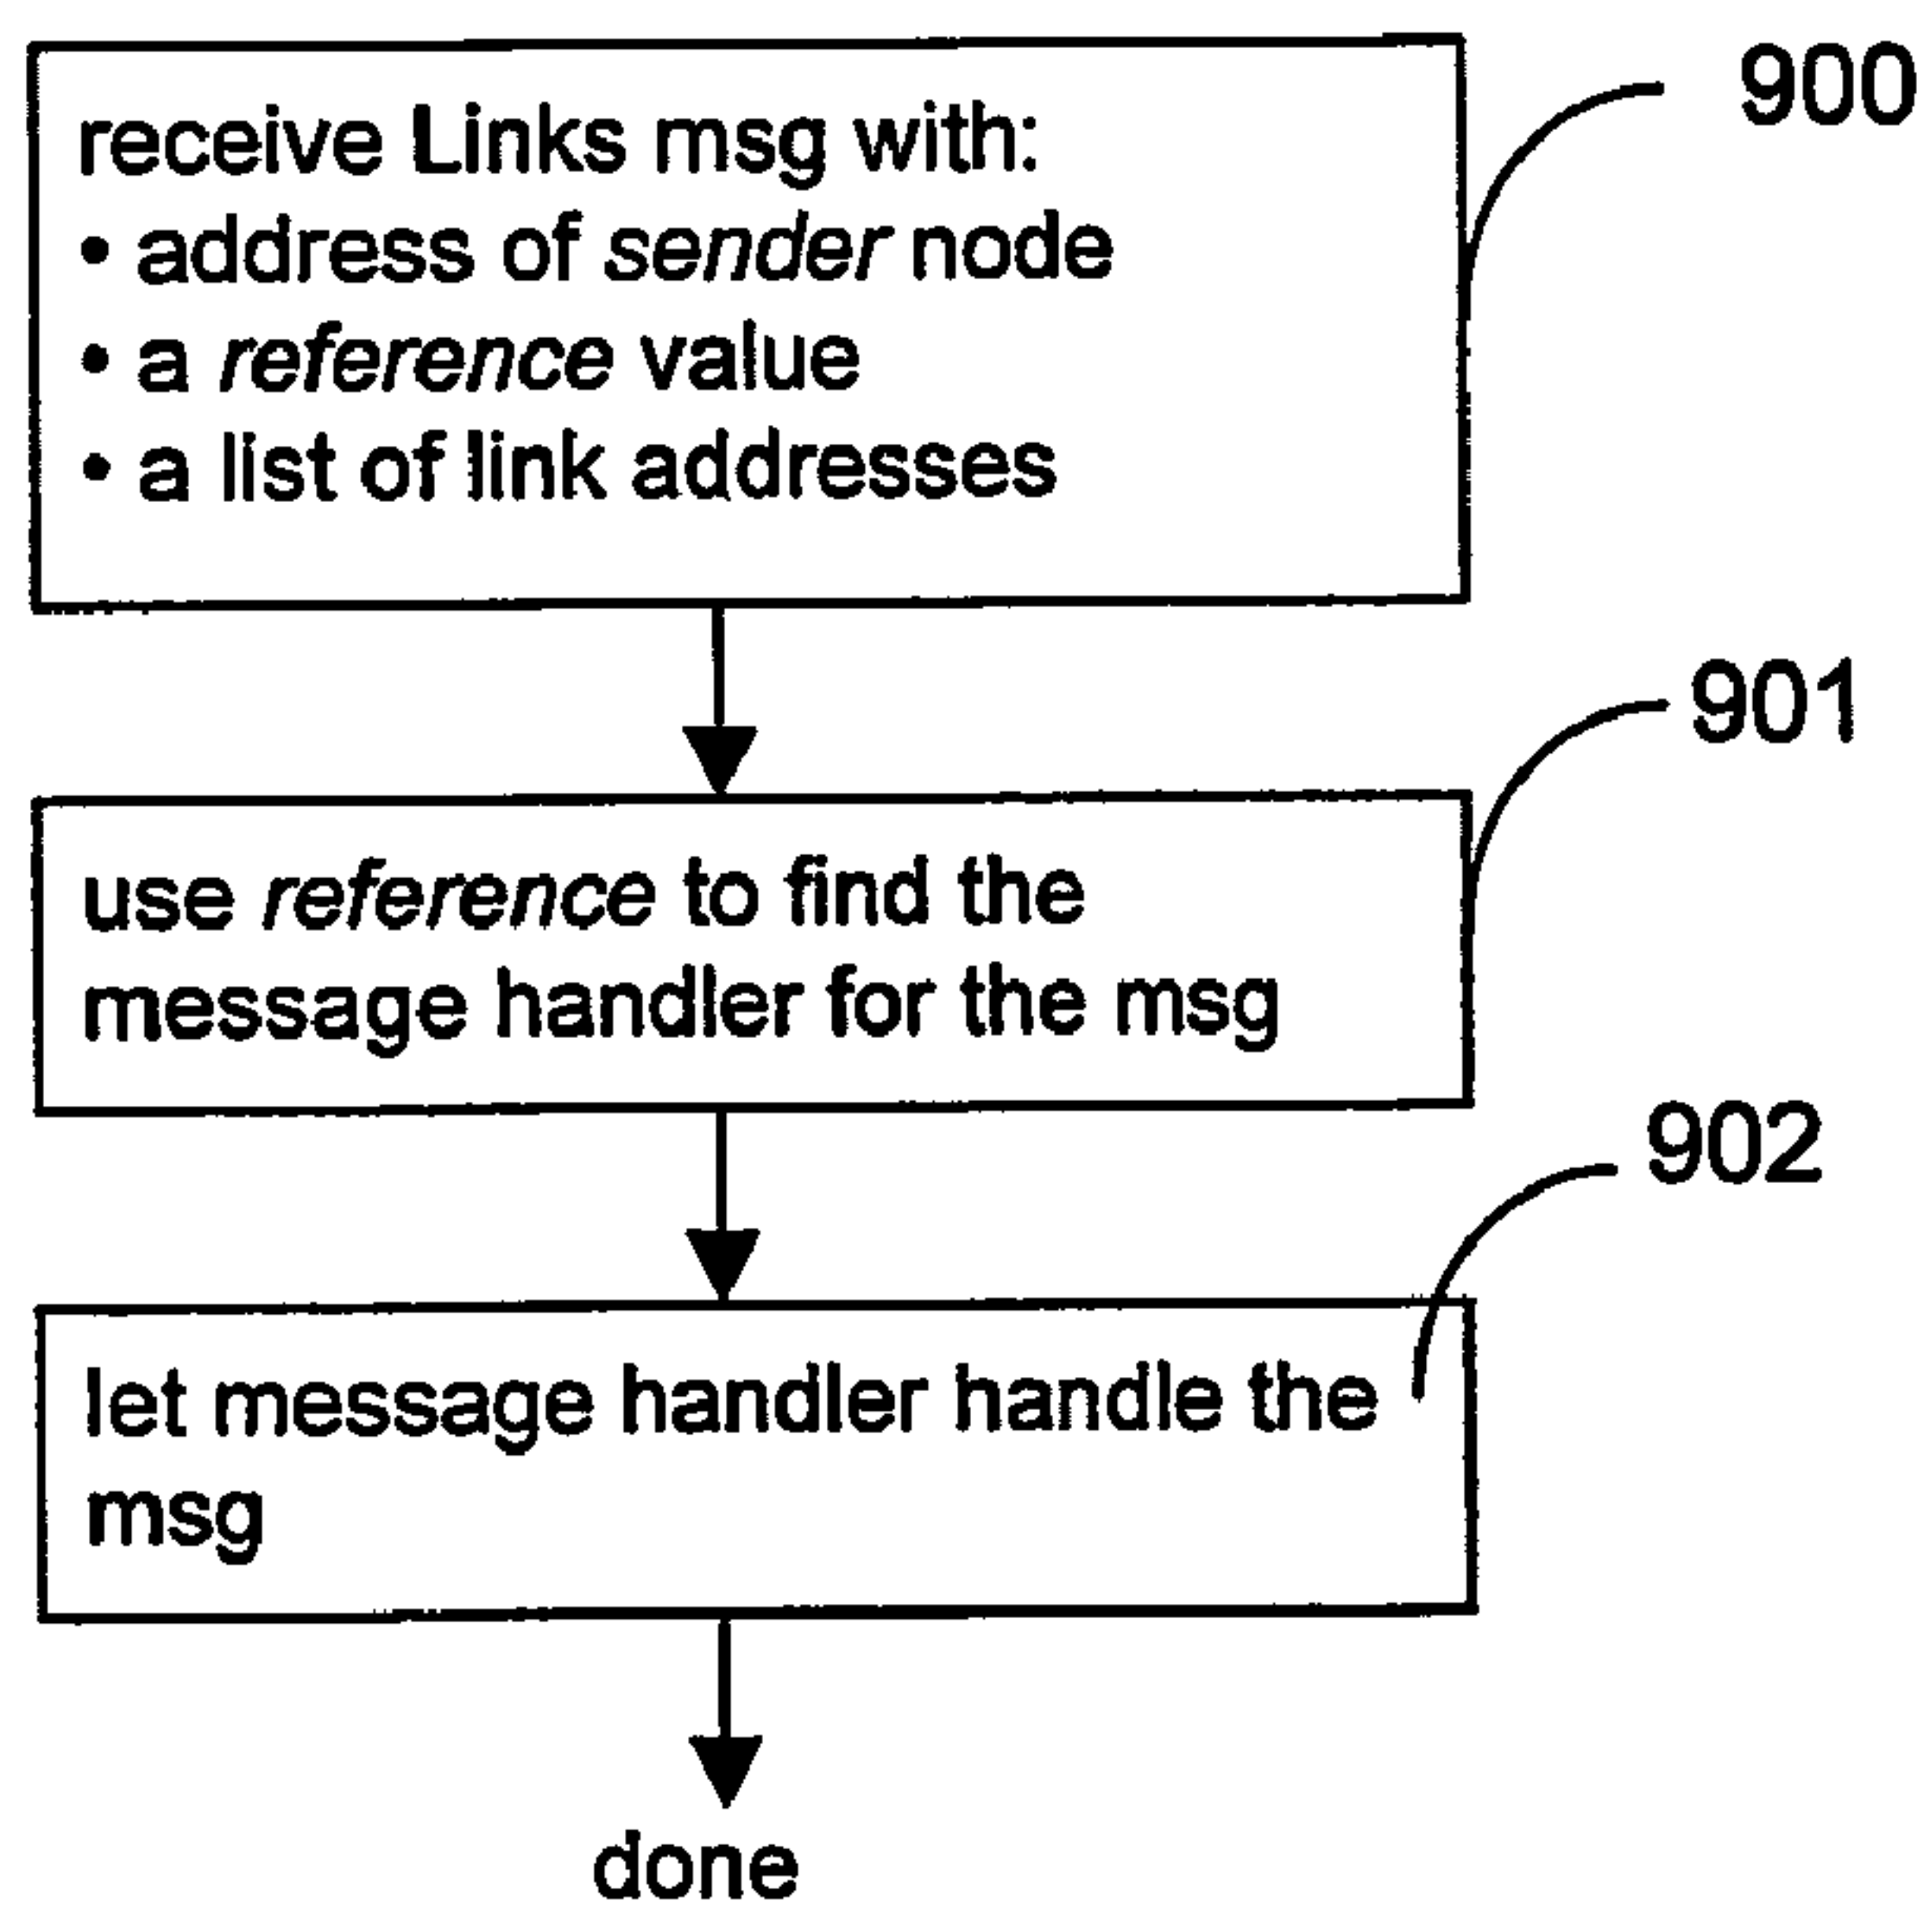 900
receive Links msg with:
• address of sender node
• a reference value
• a list of link addresses
901
use reference to find the
message handler for the msg
902
let message handler handle the
msg
done